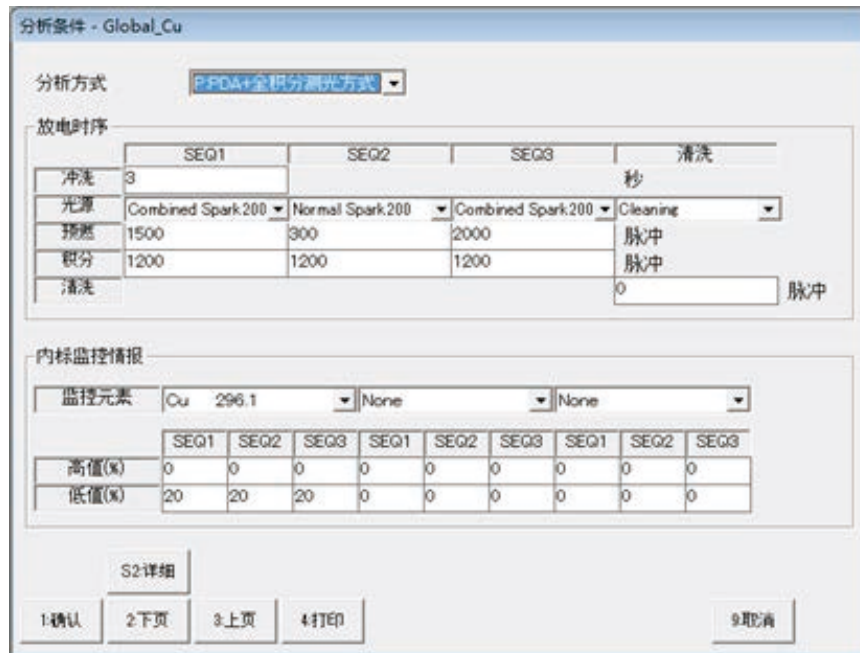 分析条件 - Global_Cu
分析方式 P:PDA+全积分测光方式
放电时序
SEQ1 SEQ2 SEQ3 清洗
冲洗 3 秒
光源 Combined Spark200 Normal Spark200 Combined Spark200 Cleaning
预燃 1500 300 2000 脉冲
积分 1200 1200 1200 脉冲
清洗 0 脉冲
内标监控情报
监控元素 Cu 296.1 None None
SEQ1 SEQ2 SEQ3 SEQ1 SEQ2 SEQ3 SEQ1 SEQ2 SEQ3
高值(%) 0 0 0 0 0 0 0 0 0
低值(%) 20 20 20 0 0 0 0 0 0
S2:详细
1:确认 2:下页 3:上页 4:打印 9:取消